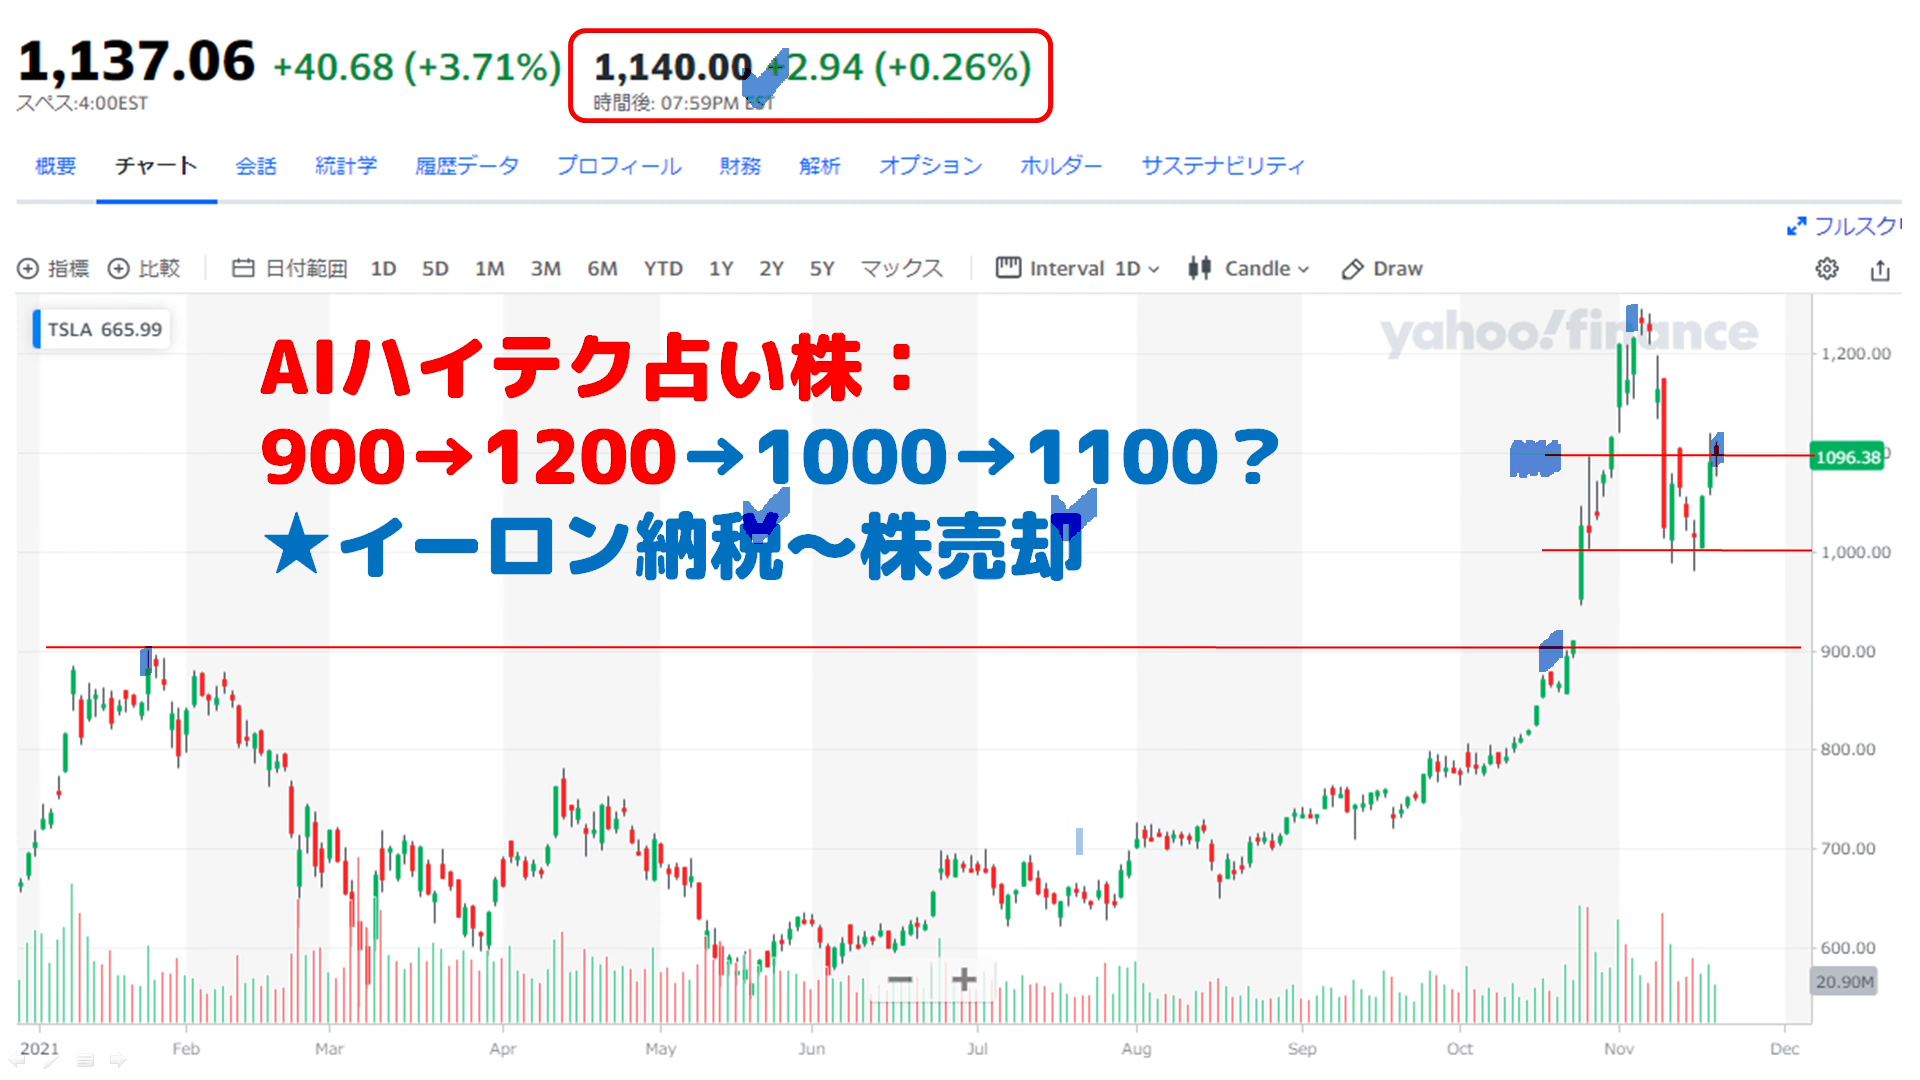 1,137.06 +40.68 (+3.71%) 1,140.00 +2.94 (+0.26%)
スペス:4:00EST 時間後: 07:59PM EST
概要 チャート 会話 統計学 履歴データ プロフィール 財務 解析 オプション ホルダー サステナビリティ
フルスク
指標 比較 日付範囲 1D 5D 1M 3M 6M YTD 1Y 2Y 5Y マックス Interval 1D Candle Draw
TSLA 665.99
yahoo!finance
AIハイテク占い株：
900→1200→1000→1100？
★イーロン納税～株売却
1,200.00
1096.38
1,000.00
900.00
800.00
700.00
600.00
20.90M
2021 Feb Mar Apr May Jun Jul Aug Sep Oct Nov Dec